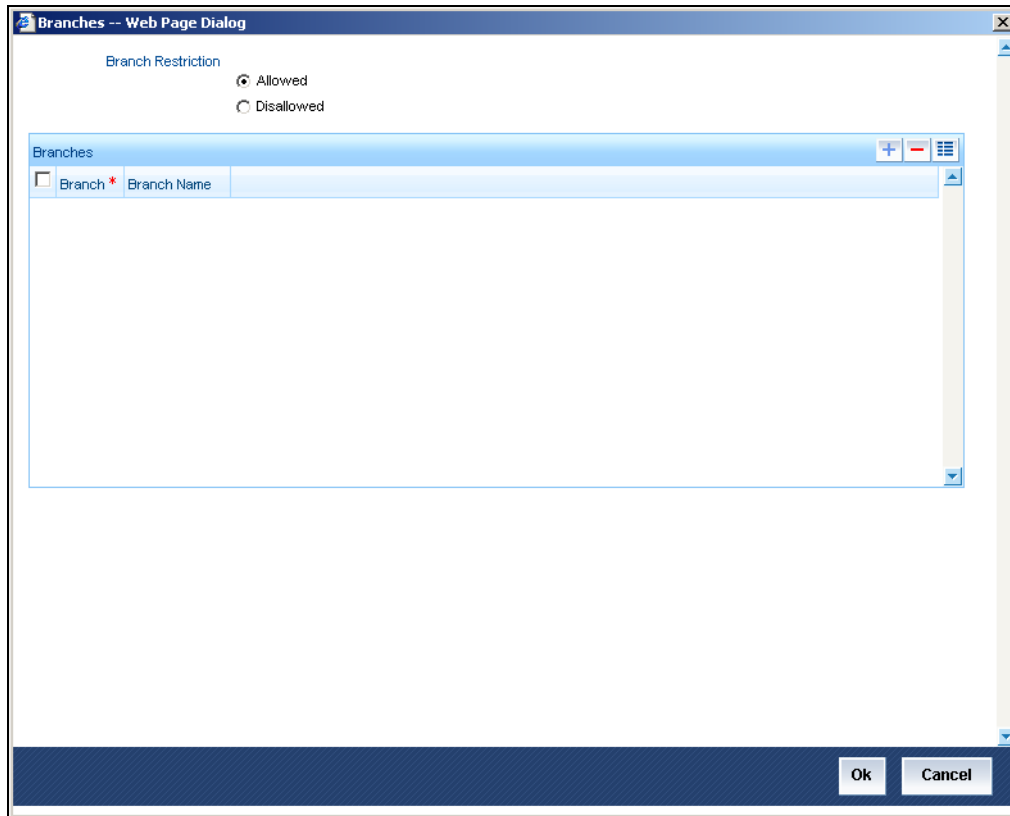 Branches -- Web Page Dialog
Branch Restriction
Allowed
Disallowed
Branches
Branch * Branch Name
Ok Cancel